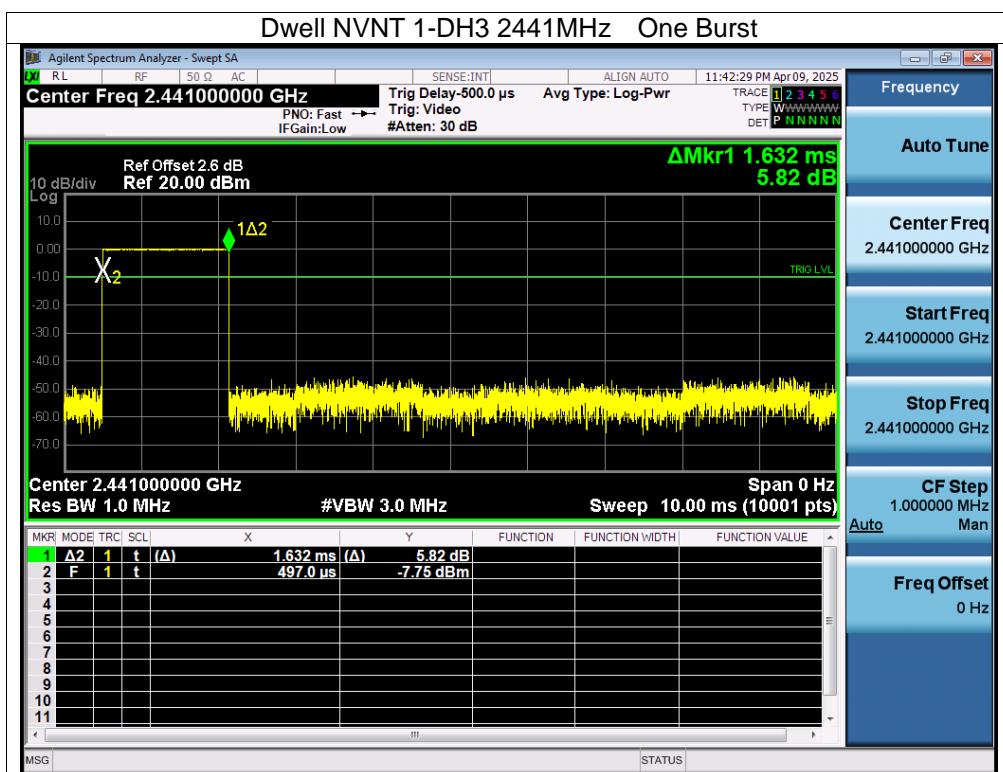 Dwell NVNT 1-DH3 2441MHz One Burst
Agilent Spectrum Analyzer - Swept SA
LXI RL RF 50 Ω AC SENSE:INT ALIGN AUTO 11:42:29 PM Apr 09, 2025
Center Freq 2.441000000 GHz Trig Delay-500.0 µs Avg Type: Log-Pwr TRACE 1 2 3 4 5 6
PNO: Fast Trig: Video TYPE WWWWWWW
IFGain:Low #Atten: 30 dB DET P N N N N N
Frequency
Auto Tune
Center Freq
2.441000000 GHz
Start Freq
2.441000000 GHz
Stop Freq
2.441000000 GHz
CF Step
1.000000 MHz
Auto Man
Freq Offset
0 Hz
ΔMkr1 1.632 ms
5.82 dB
Ref Offset 2.6 dB
10 dB/div Ref 20.00 dBm
Log
10.0
0.00
-10.0
-20.0
-30.0
-40.0
-50.0
-60.0
-70.0
1Δ2
2
TRIG LVL
Center 2.441000000 GHz Span 0 Hz
Res BW 1.0 MHz #VBW 3.0 MHz Sweep 10.00 ms (10001 pts)
MKR MODE TRC SCL X Y FUNCTION FUNCTION WIDTH FUNCTION VALUE
1 Δ2 1 t (Δ) 1.632 ms (Δ) 5.82 dB
2 F 1 t 497.0 µs -7.75 dBm
3
4
5
6
7
8
9
10
11
MSG STATUS